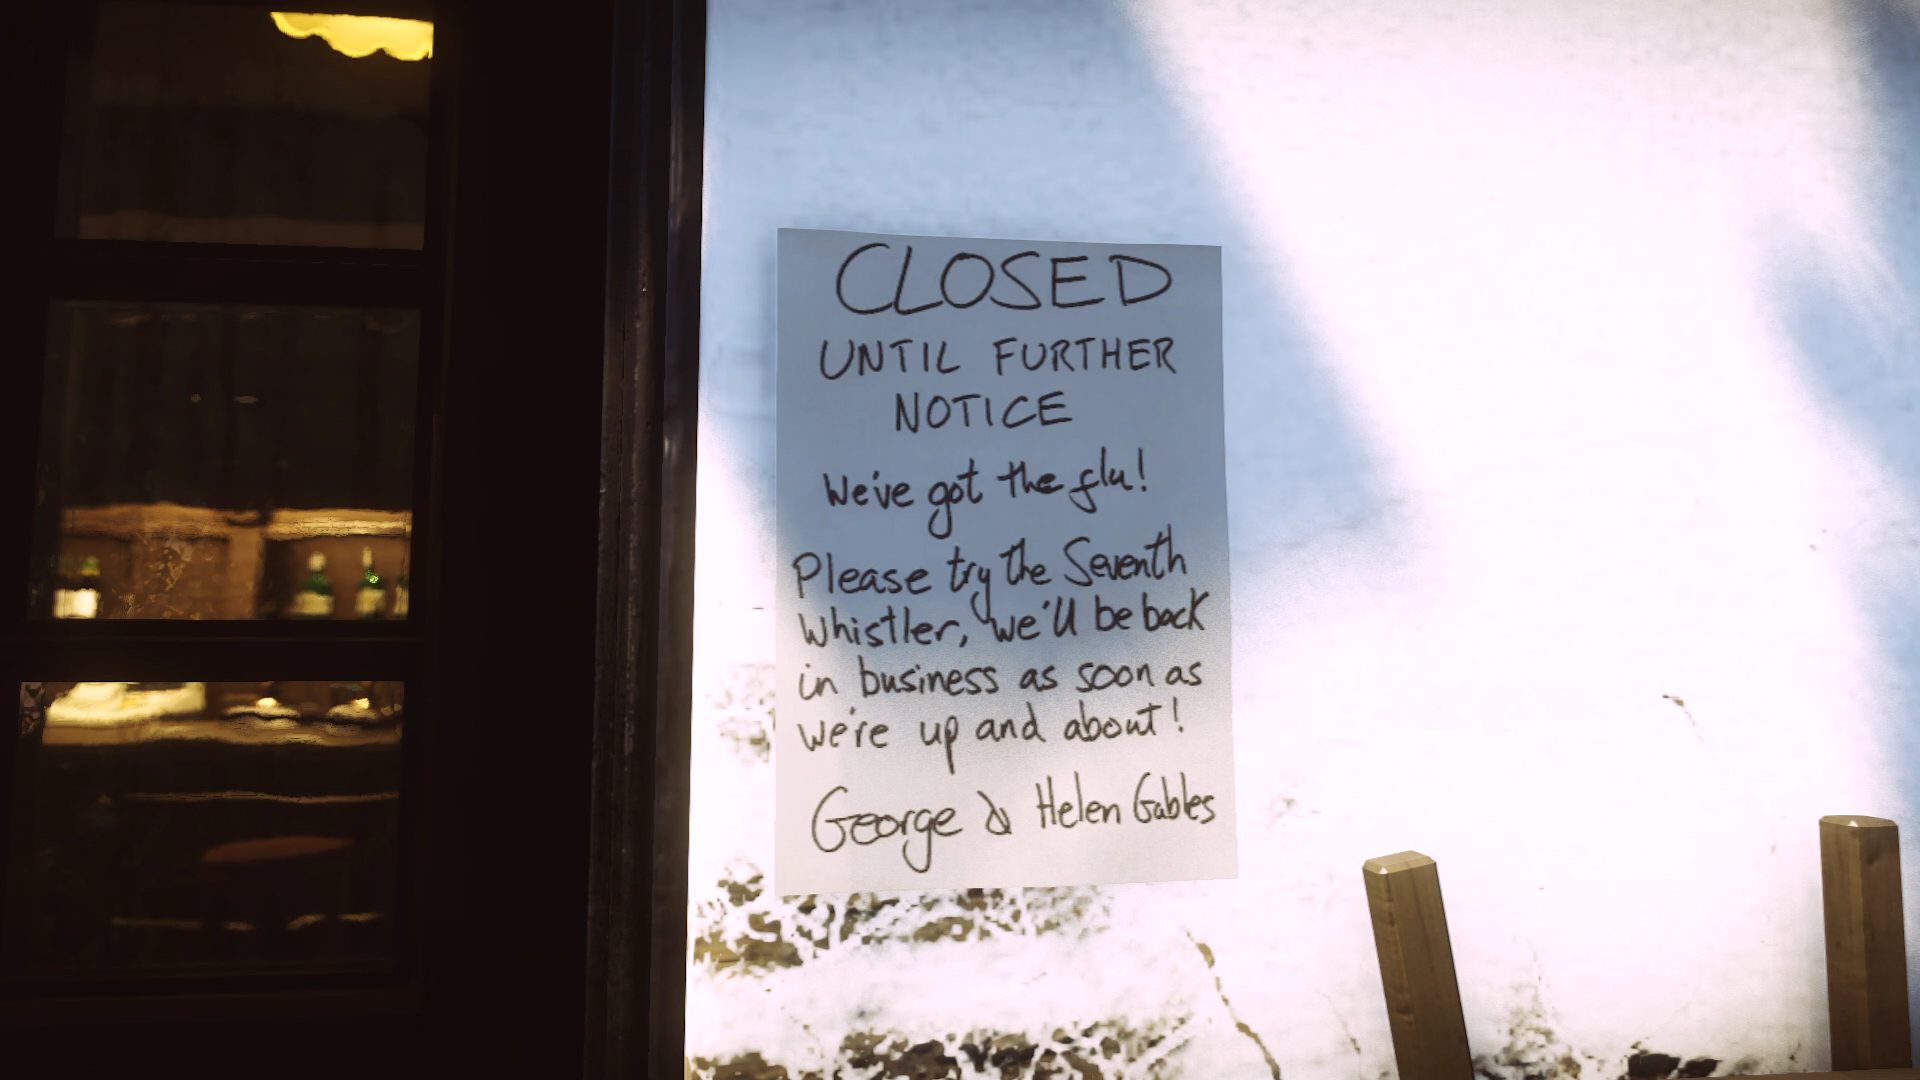 CLOSED
UNTIL FURTHER
NOTICE
We've got the flu!
Please try the Seventh
Whistler, we'll be back
in business as soon as
we're up and about!
George & Helen Gables